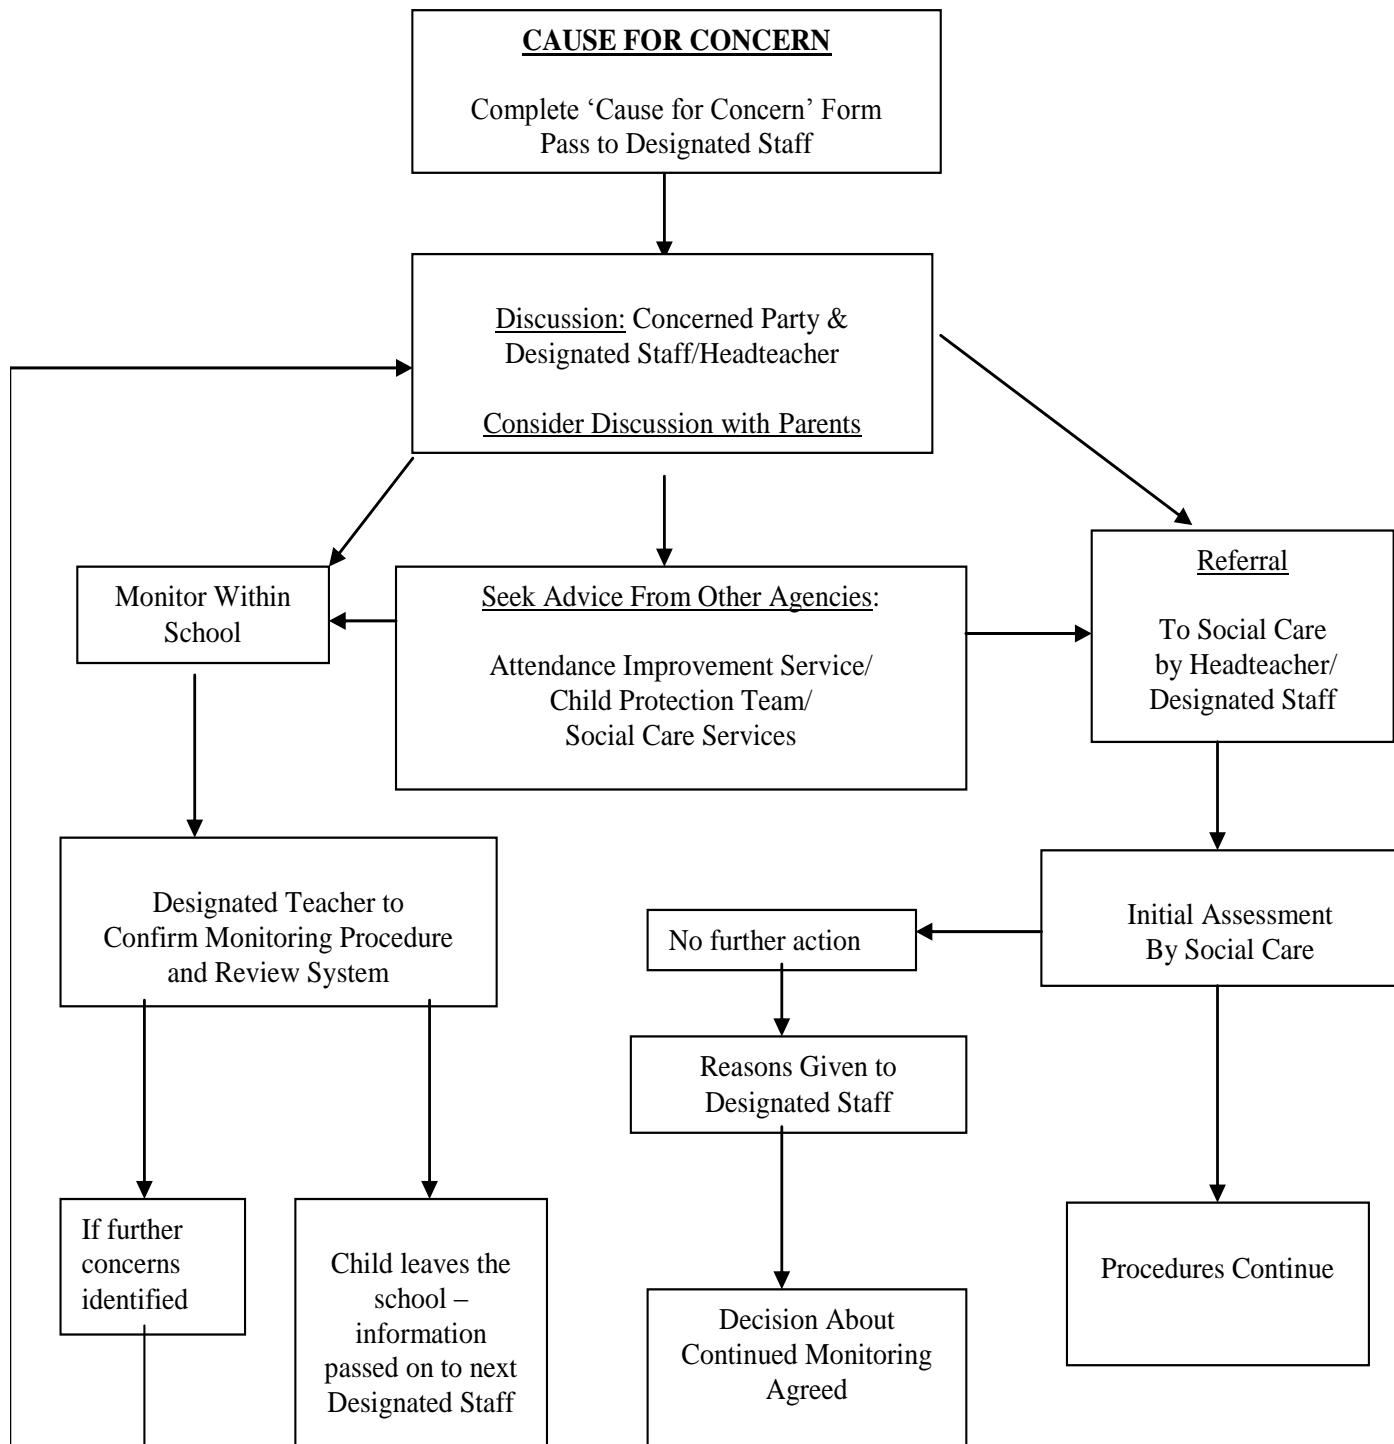 CAUSE FOR CONCERN
Complete ‘Cause for Concern’ Form
Pass to Designated Staff
Discussion: Concerned Party &
Designated Staff/Headteacher
Consider Discussion with Parents
Monitor Within
School
Seek Advice From Other Agencies:
Attendance Improvement Service/
Child Protection Team/
Social Care Services
Referral
To Social Care
by Headteacher/
Designated Staff
Designated Teacher to
Confirm Monitoring Procedure
and Review System
No further action
Initial Assessment
By Social Care
Reasons Given to
Designated Staff
If further
concerns
identified
Child leaves the
school –
information
passed on to next
Designated Staff
Decision About
Continued Monitoring
Agreed
Procedures Continue